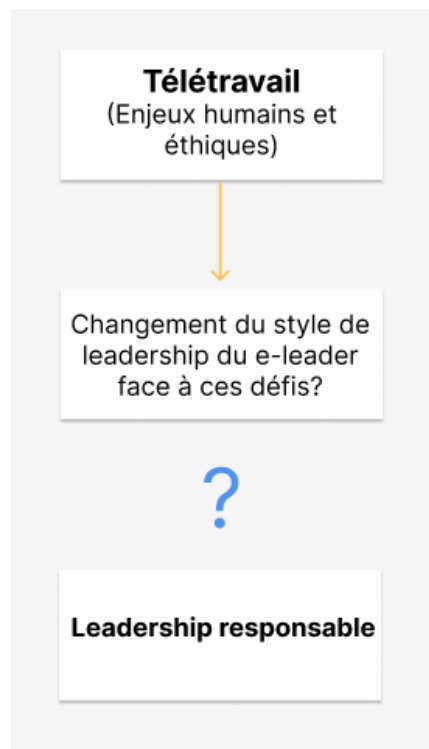 Télétravail
(Enjeux humains et
éthiques)
Changement du style de
leadership du e-leader
face à ces défis?
?
Leadership responsable